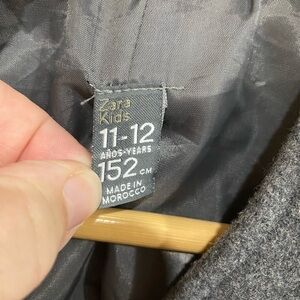 Zara
Kids
11-12
AÑOS-YEARS
152 CM
MADE IN
MOROCCO